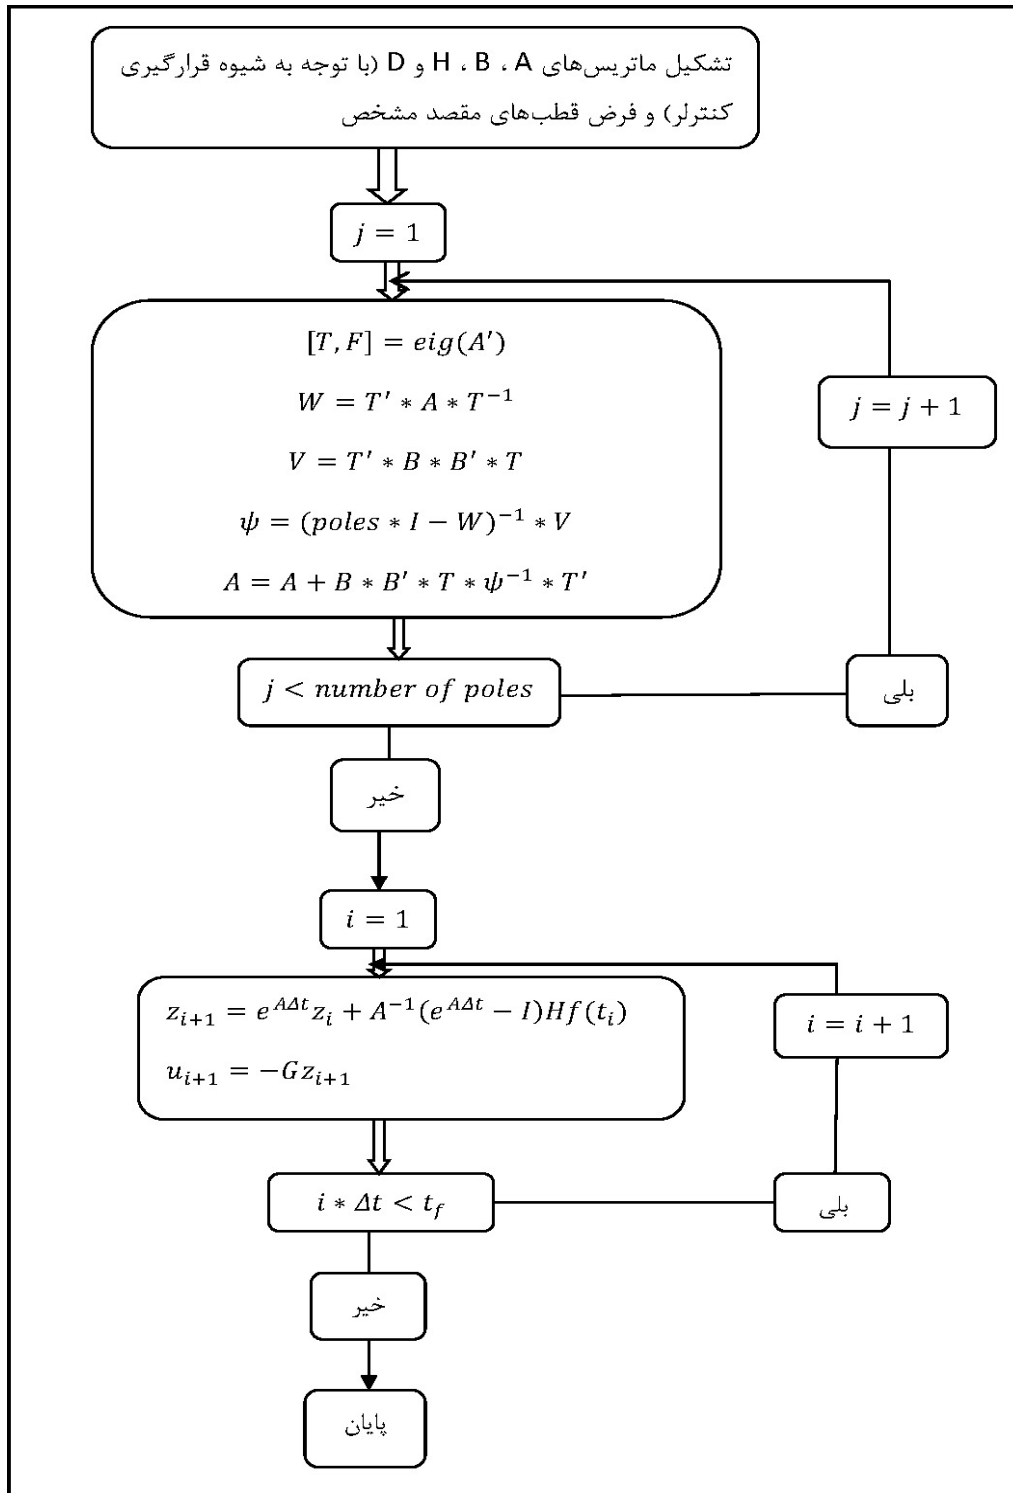 تشکیل ماتریس‌های H ، B ، A و D (با توجه به شیوه قرارگیری
کنترلر) و فرض قطب‌های مقصد مشخص
j = 1
[T, F] = eig(A′)
W = T′ * A * T⁻¹
j = j + 1
V = T′ * B * B′ * T
ψ = (poles * I − W)⁻¹ * V
A = A + B * B′ * T * ψ⁻¹ * T′
j < number of poles
بلی
خیر
i = 1
z_{i+1} = e^{AΔt}z_i + A⁻¹(e^{AΔt} − I)Hf(t_i)
i = i + 1
u_{i+1} = −Gz_{i+1}
i * Δt < t_f
بلی
خیر
پایان